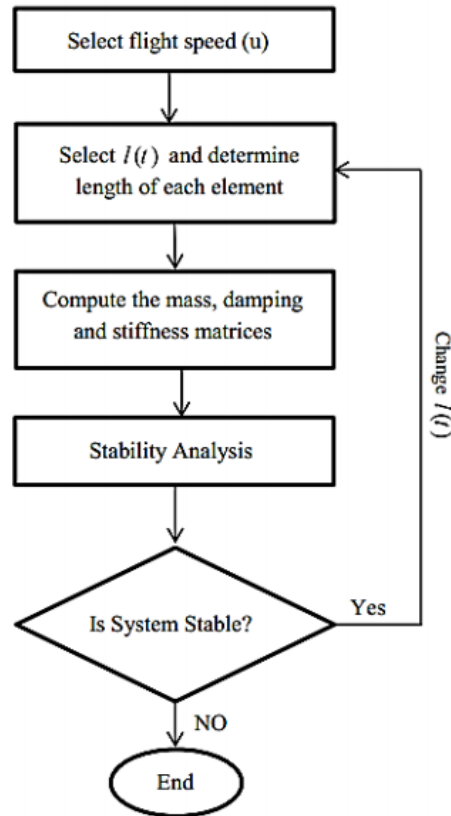 Select flight speed (u)
Select l(t) and determine
length of each element
Compute the mass, damping
and stiffness matrices
Change l(t)
Stability Analysis
Is System Stable?
Yes
NO
End